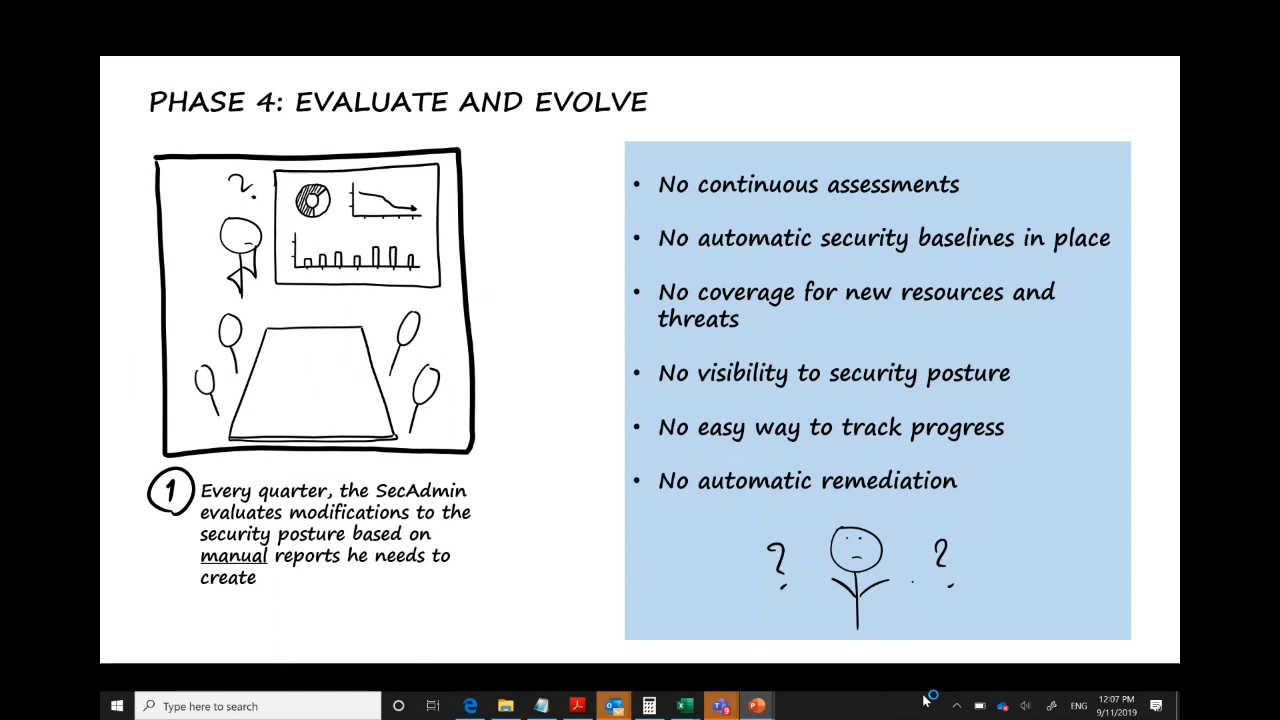 PHASE 4: EVALUATE AND EVOLVE
?
1
Every quarter, the SecAdmin
evaluates modifications to the
security posture based on
manual reports he needs to
create
• No continuous assessments
• No automatic security baselines in place
• No coverage for new resources and
threats
• No visibility to security posture
• No easy way to track progress
• No automatic remediation
? ?
Type here to search
9
ENG
12:07 PM
9/11/2019